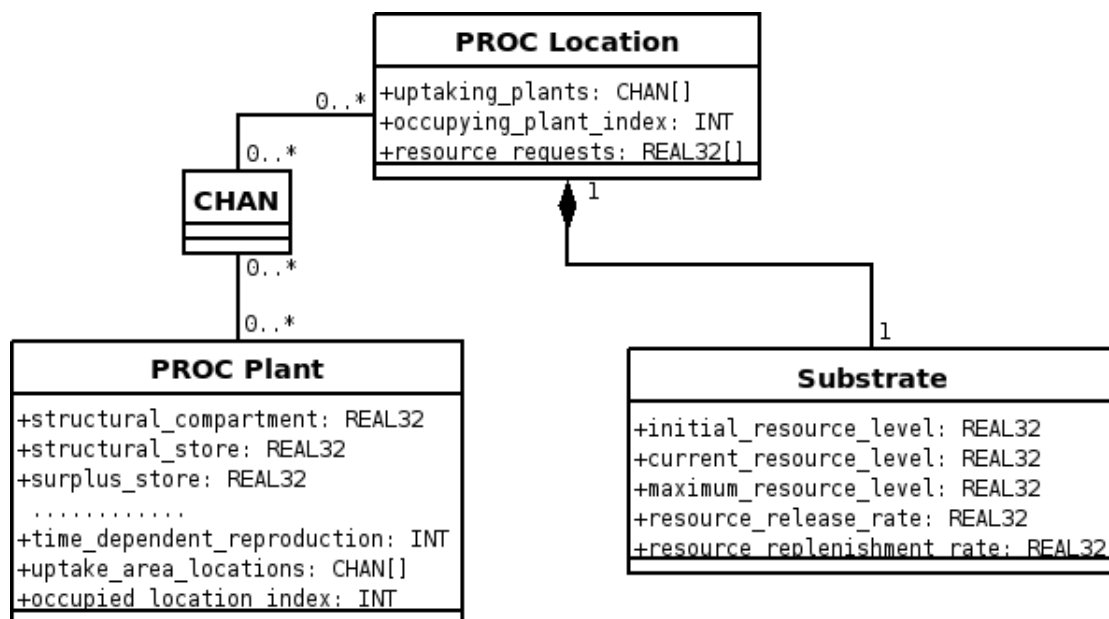 PROC Location
+uptaking_plants: CHAN[]
+occupying_plant_index: INT
+resource_requests: REAL32[]
0..*
0..*
1
CHAN
0..*
0..*
1
PROC Plant
+structural_compartment: REAL32
+structural_store: REAL32
+surplus_store: REAL32
............
+time_dependent_reproduction: INT
+uptake_area_locations: CHAN[]
+occupied_location_index: INT
Substrate
+initial_resource_level: REAL32
+current_resource_level: REAL32
+maximum_resource_level: REAL32
+resource_release_rate: REAL32
+resource_replenishment_rate: REAL32